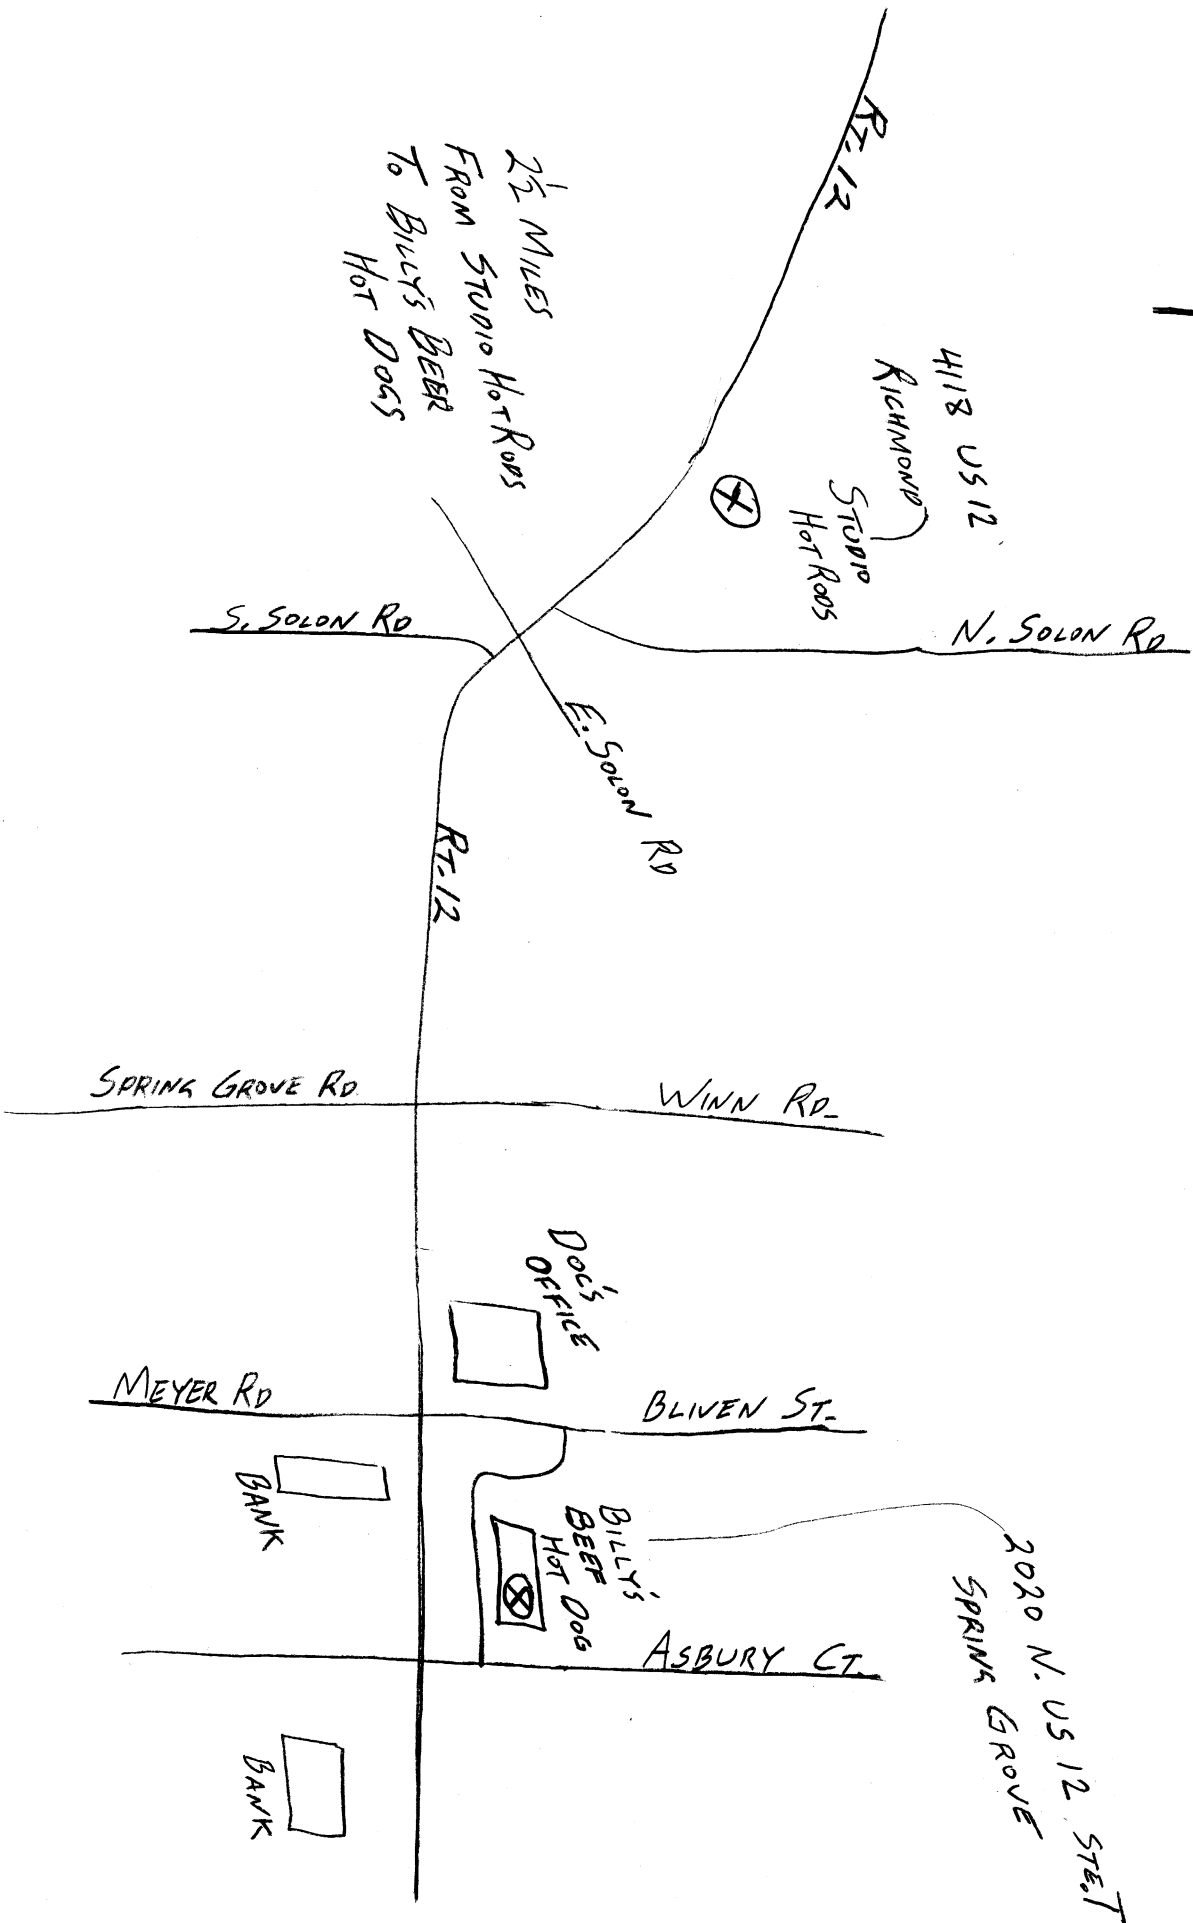 RT. 12
2½ MILES
FROM STUDIO HOT RODS
TO BILLY'S BEER
HOT DOGS
4118 US 12
RICHMOND
STUDIO
HOT RODS
S. SOLON RD
N. SOLON RD
E. SOLON RD
RT. 12
SPRING GROVE RD
WINN RD.
DOC'S
OFFICE
MEYER RD
BLIVEN ST.
BANK
BILLY'S
BEEF
HOT DOG
2020 N. US 12 STE. T
SPRING GROVE
ASBURY CT.
BANK